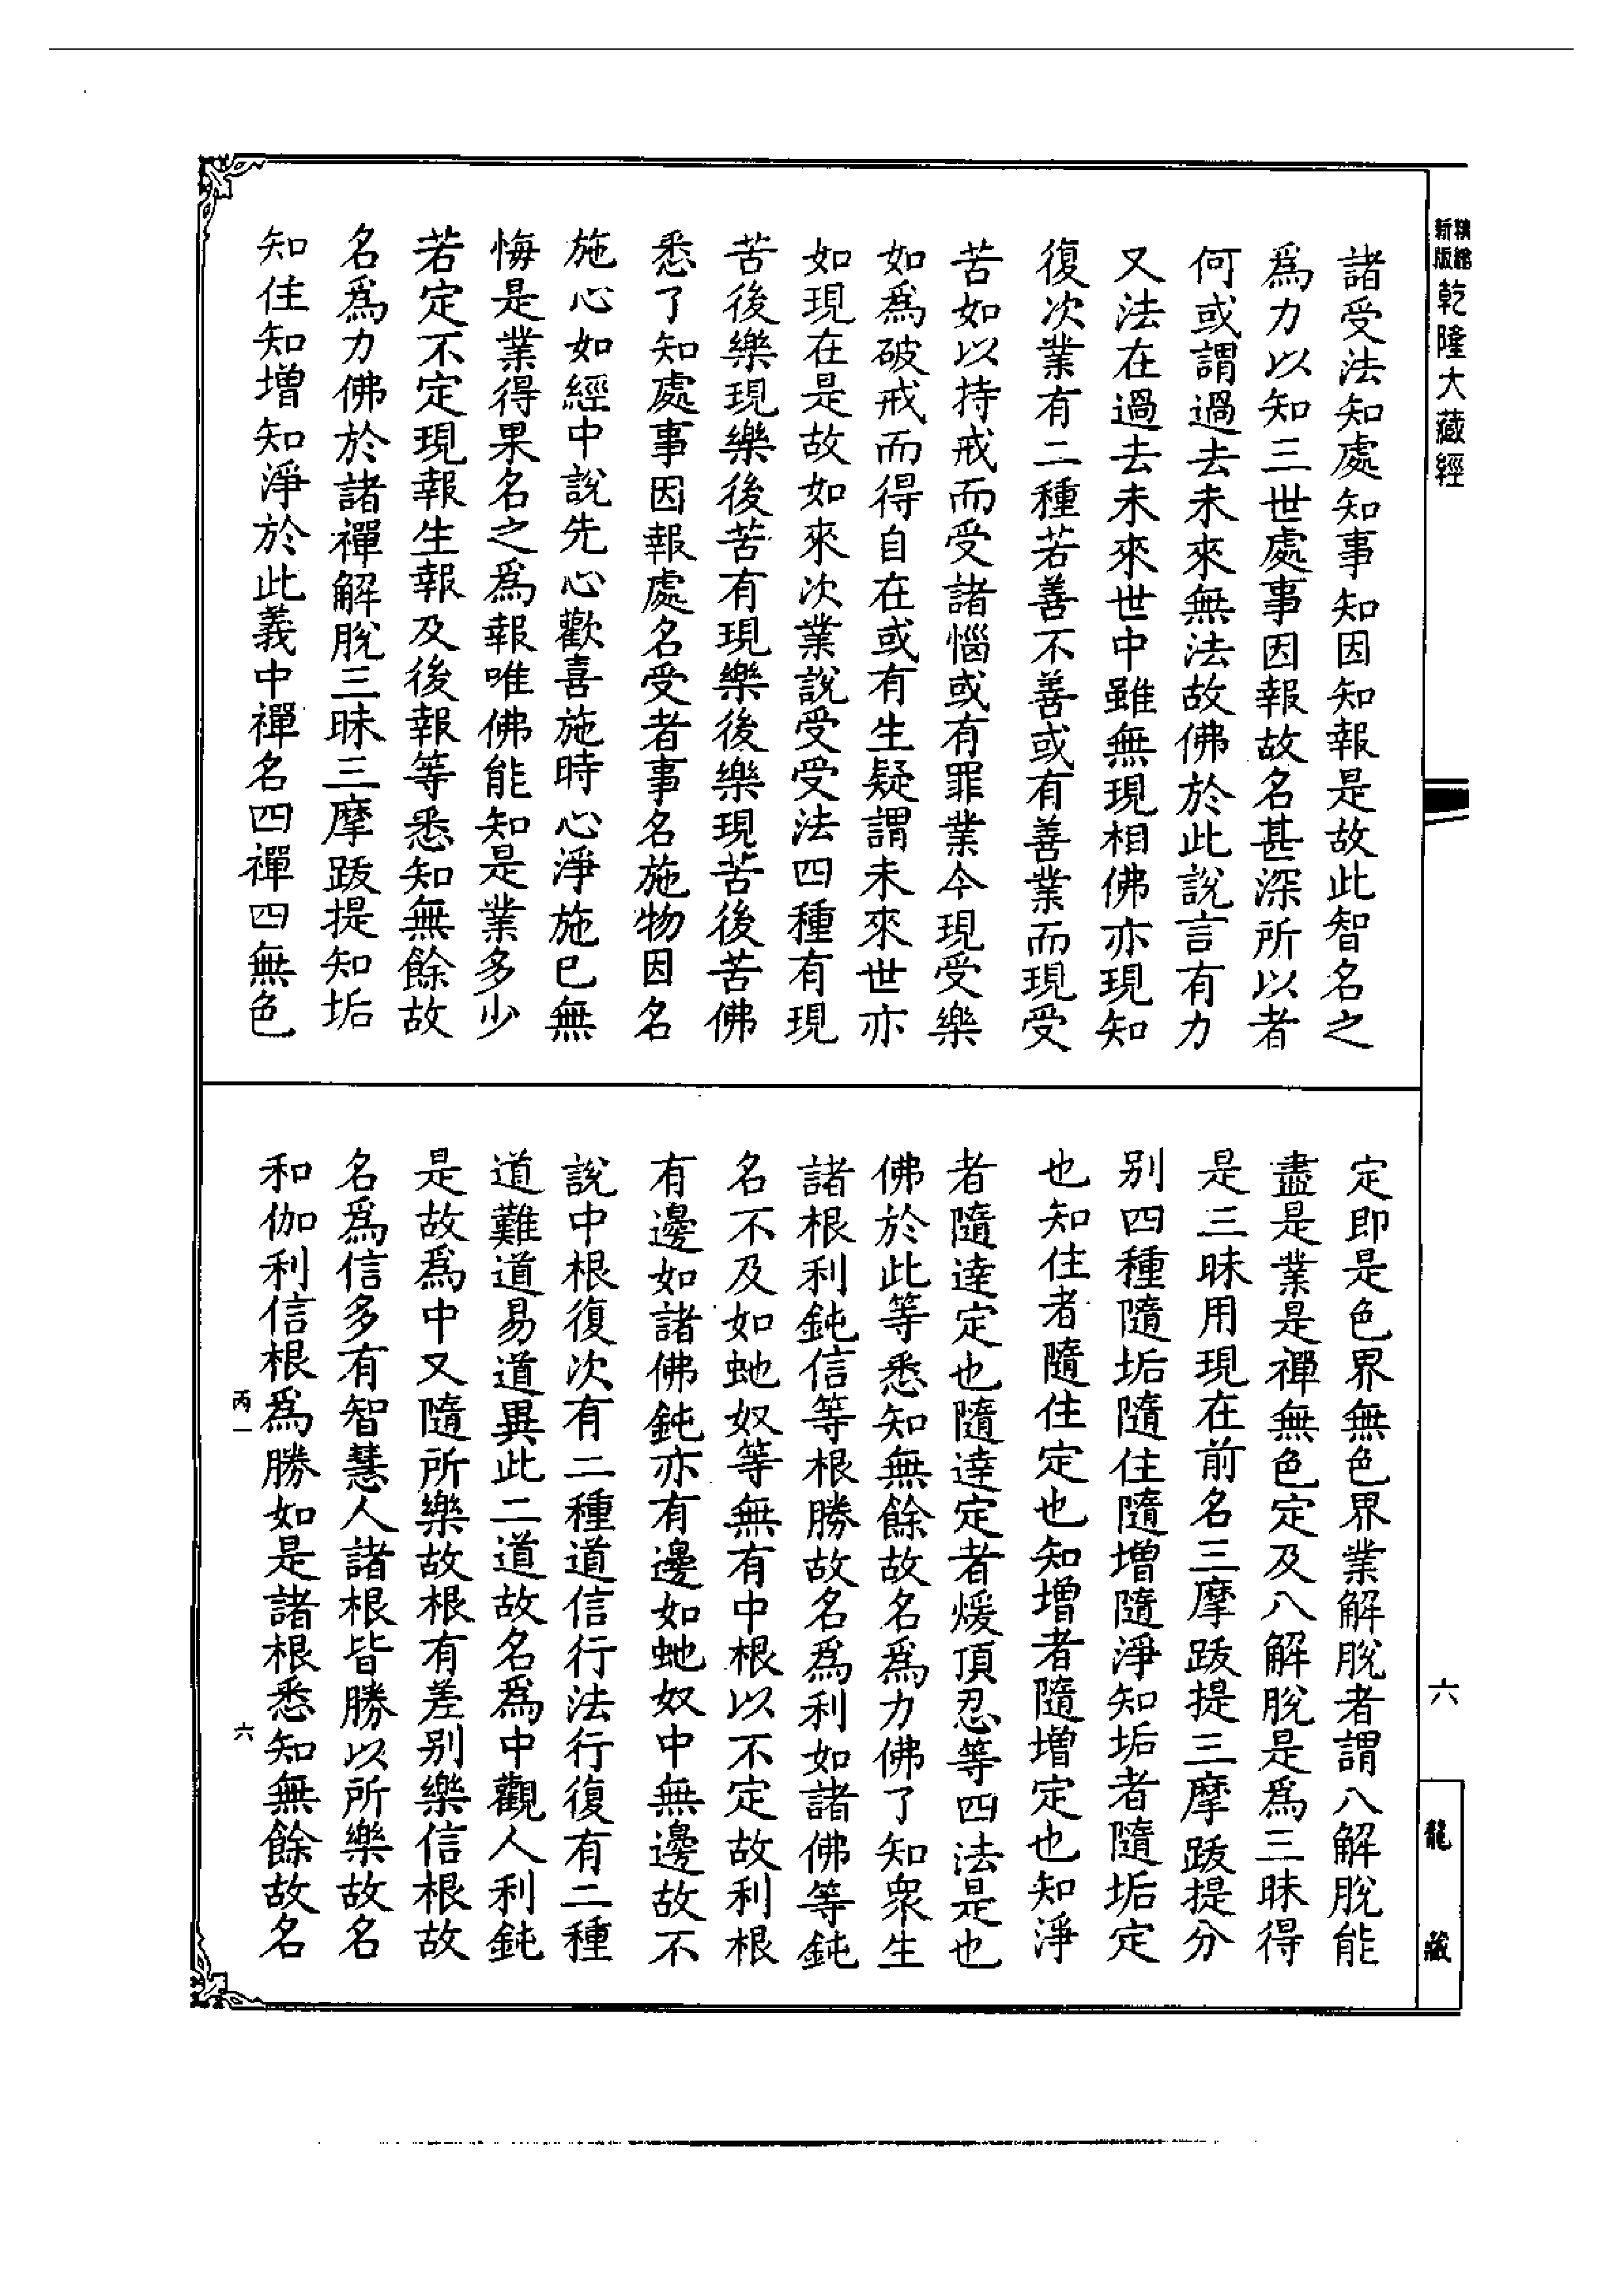 新版精縮乾隆大藏經
六
龍藏
諸受法知處知事知因知報是故此智名之
爲力以知三世處事因報故名甚深所以者
何或謂過去未來無法故佛於此說言有力
又法在過去未來世中雖無現相佛亦現知
復次業有二種若善不善或有善業而現受
苦如以持戒而受諸惱或有罪業今現受樂
如爲破戒而得自在或有生疑謂未來世亦
如現在是故如來次業說受受法四種有現
苦後樂現樂後苦有現樂後樂現苦後苦佛
悉了知處事因報處名受者事名施物因名
施心如經中說先心歡喜施時心淨施已無
悔是業得果名之爲報唯佛能知是業多少
若定不定現報生報及後報等悉知無餘故
名爲力佛於諸禪解脫三昧三摩跋提知垢
知住知增知淨於此義中禪名四禪四無色
定即是色界無色界業解脫者謂八解脫能
盡是業是禪無色定及八解脫是爲三昧得
是三昧用現在前名三摩跋提三摩跋提分
别四種隨垢隨住隨增隨淨知垢者隨垢定
也知住者隨住定也知增者隨增定也知淨
者隨達定也隨達定者煖頂忍等四法是也
佛於此等悉知無餘故名爲力佛了知衆生
諸根利鈍信等根勝故名爲利如諸佛等鈍
名不及如虵奴等無有中根以不定故利根
有邊如諸佛鈍亦有邊如虵奴中無邊故不
說中根復次有二種道信行法行復有二種
道難道易道異此二道故名爲中觀人利鈍
是故爲中又隨所樂故根有差别樂信根故
名爲信多有智慧人諸根皆勝以所樂故名
和伽利信根爲勝如是諸根悉知無餘故名
丙一
六